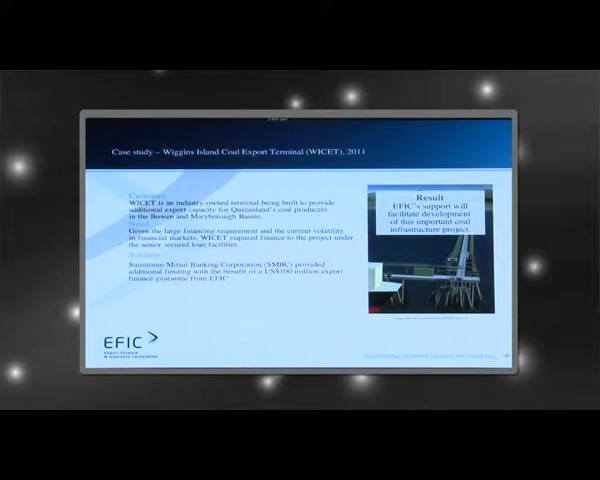 Case study – Wiggins Island Coal Export Terminal (WICET), 2011
Customer
WICET is an industry-owned terminal being built to provide
additional export capacity for Queensland's coal producers
in the Bowen and Maryborough Basins.
Need
Given the large financing requirement and the current volatility
in financial markets, WICET required finance to the project under
the senior secured loan facilities.
Solution
Sumitomo Mitsui Banking Corporation (SMBC) provided
additional funding with the benefit of a US$100 million export
finance guarantee from EFIC
Result
EFIC's support will
facilitate development
of this important coal
infrastructure project.
EFIC
Export Finance
& Insurance Corporation